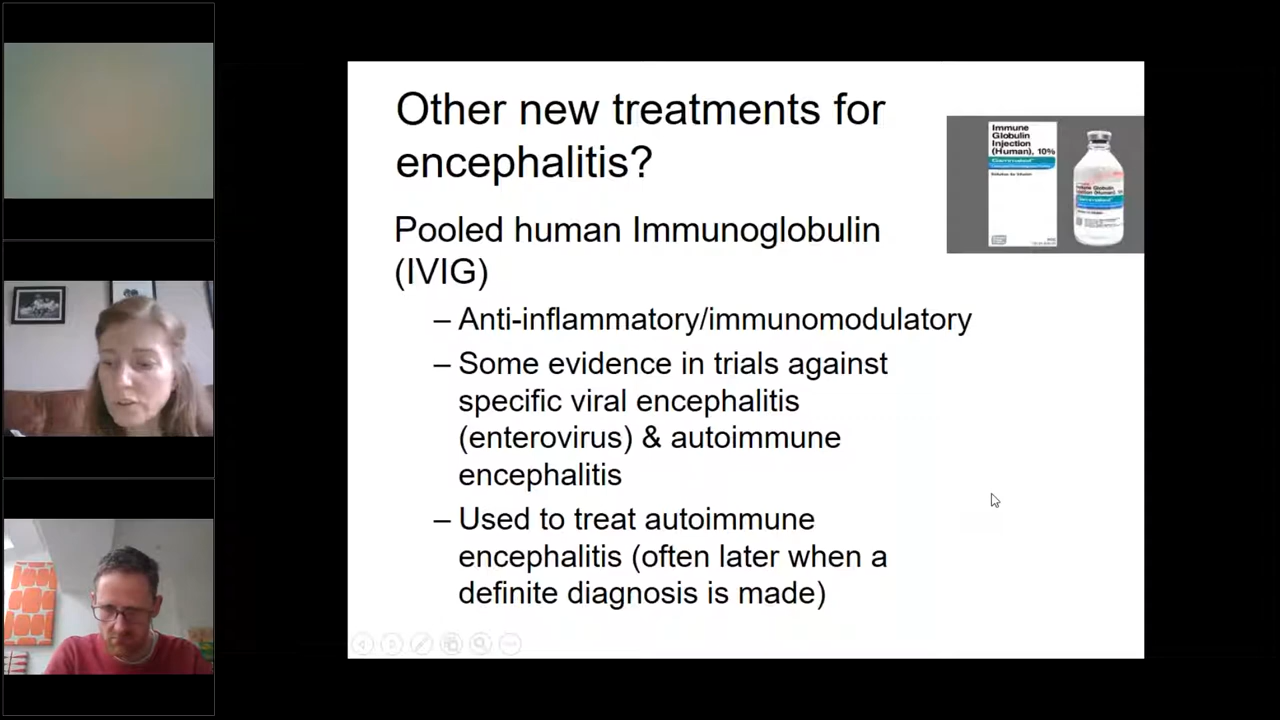 Other new treatments for
encephalitis?
Immune
Globulin
Injection
(Human), 10%
Pooled human Immunoglobulin
(IVIG)
– Anti-inflammatory/immunomodulatory
– Some evidence in trials against
specific viral encephalitis
(enterovirus) & autoimmune
encephalitis
– Used to treat autoimmune
encephalitis (often later when a
definite diagnosis is made)